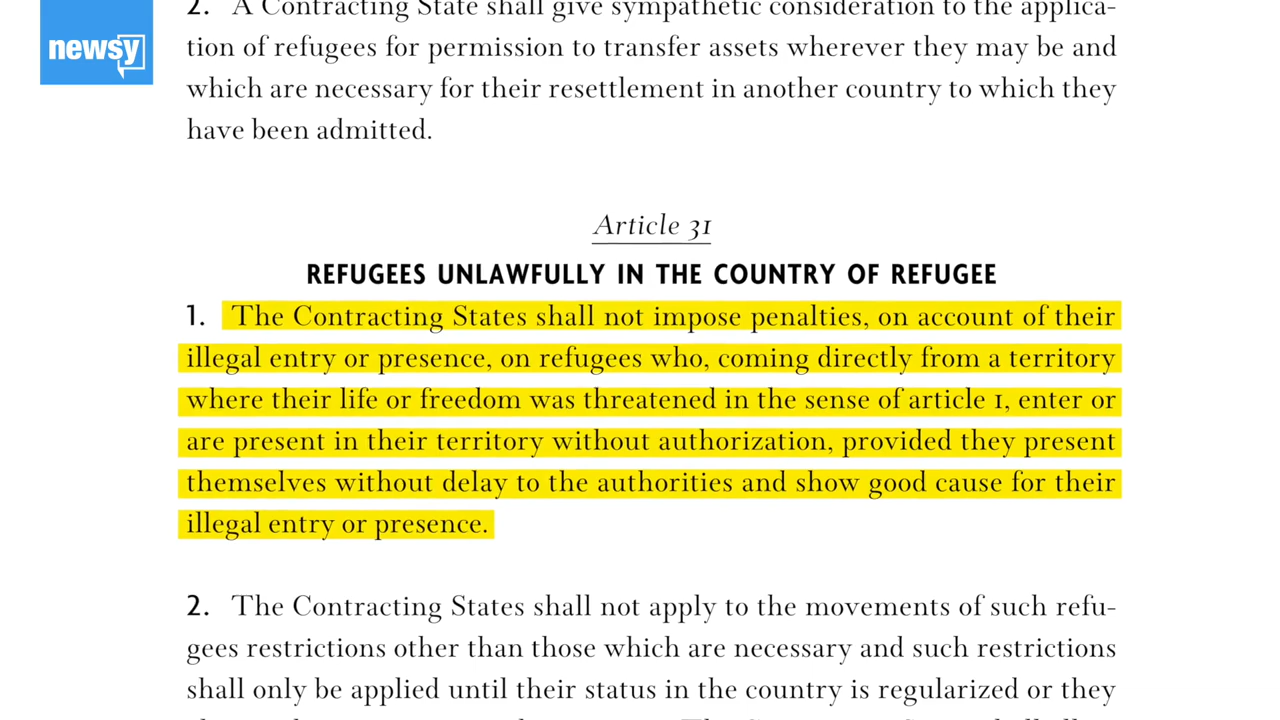 newsy
2. A Contracting State shall give sympathetic consideration to the applica-
tion of refugees for permission to transfer assets wherever they may be and
which are necessary for their resettlement in another country to which they
have been admitted.
Article 31
REFUGEES UNLAWFULLY IN THE COUNTRY OF REFUGEE
1. The Contracting States shall not impose penalties, on account of their
illegal entry or presence, on refugees who, coming directly from a territory
where their life or freedom was threatened in the sense of article 1, enter or
are present in their territory without authorization, provided they present
themselves without delay to the authorities and show good cause for their
illegal entry or presence.
2. The Contracting States shall not apply to the movements of such refu-
gees restrictions other than those which are necessary and such restrictions
shall only be applied until their status in the country is regularized or they